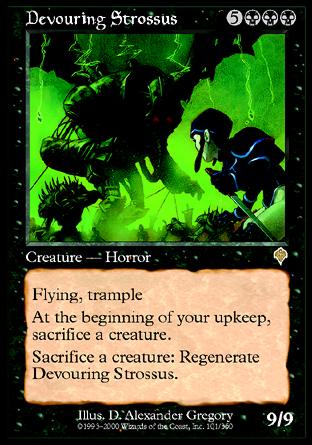 Devouring Strossus 5
Creature — Horror
Flying, trample
At the beginning of your upkeep,
sacrifice a creature.
Sacrifice a creature: Regenerate
Devouring Strossus.
Illus. D. Alexander Gregory
©1993–2000 Wizards of the Coast, Inc. 101/350
9/9